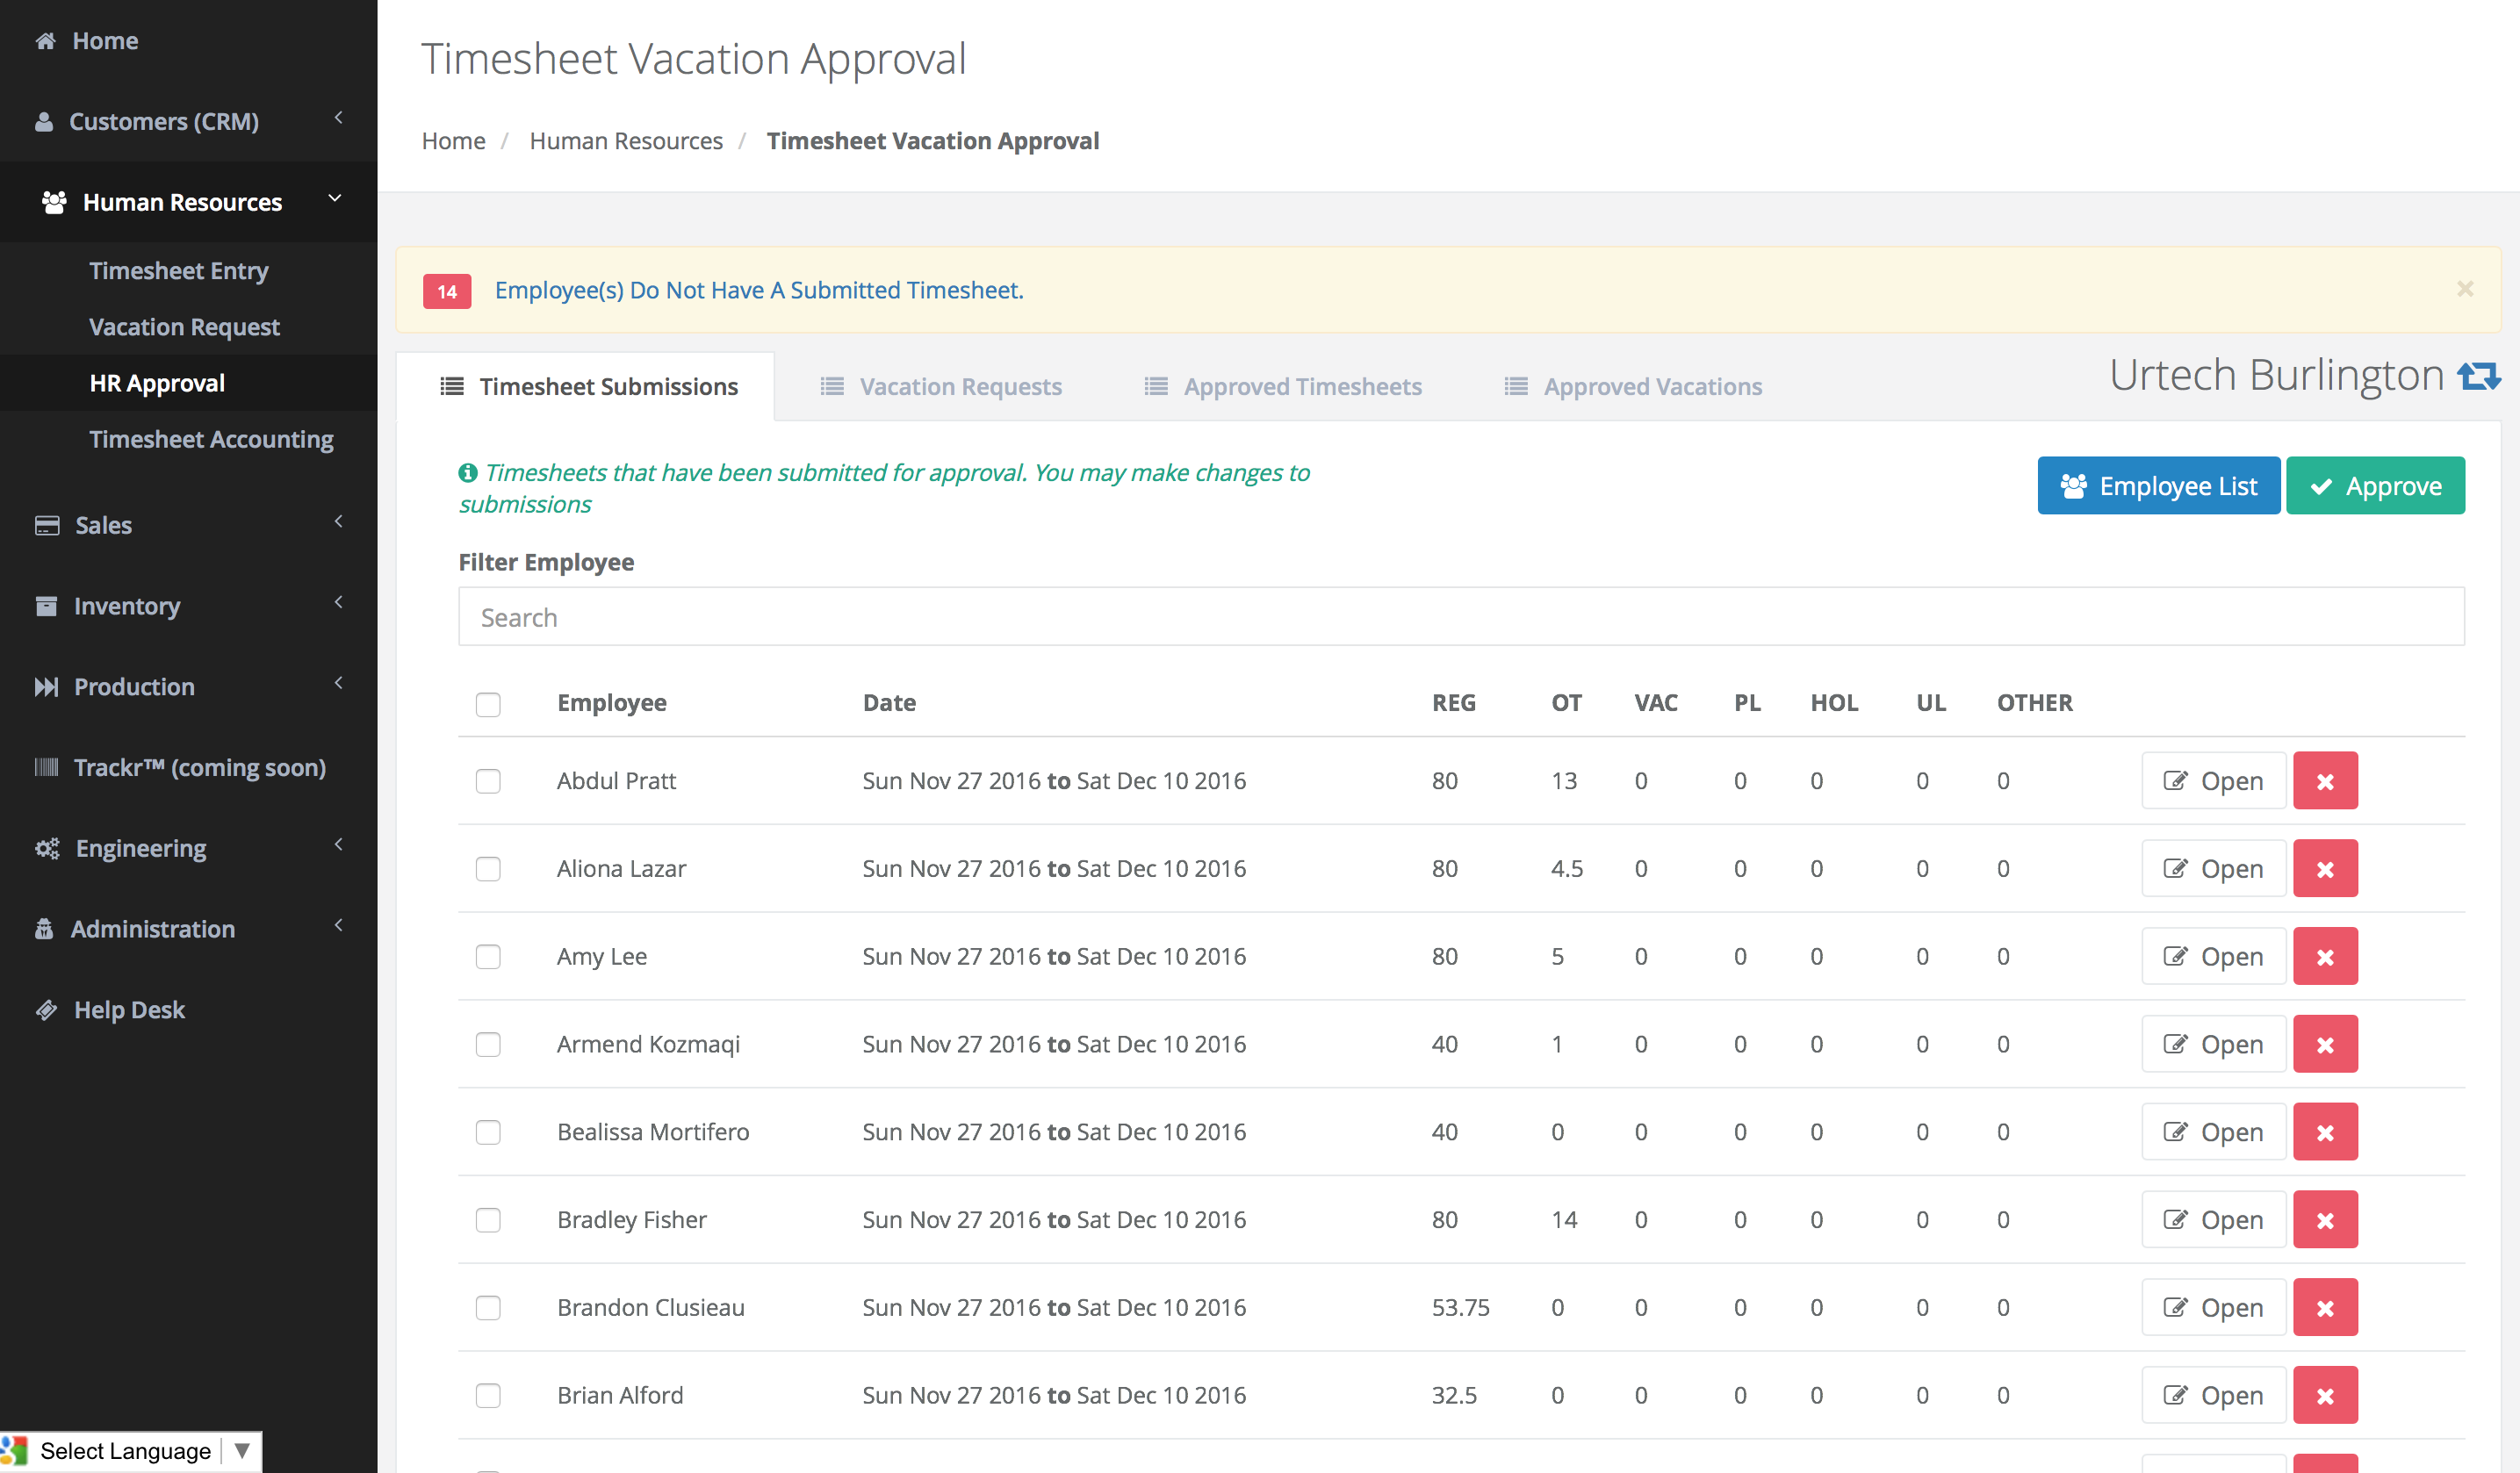 Home
Customers (CRM)
Human Resources
Timesheet Entry
Vacation Request
HR Approval
Timesheet Accounting
Sales
Inventory
Production
Trackr™ (coming soon)
Engineering
Administration
Help Desk
Select Language ▼
Timesheet Vacation Approval
Home / Human Resources / Timesheet Vacation Approval
14 Employee(s) Do Not Have A Submitted Timesheet. ×
Timesheet Submissions Vacation Requests Approved Timesheets Approved Vacations Urtech Burlington
Timesheets that have been submitted for approval. You may make changes to
submissions
Employee List Approve
Filter Employee
Search
Employee Date REG OT VAC PL HOL UL OTHER
Abdul Pratt Sun Nov 27 2016 to Sat Dec 10 2016 80 13 0 0 0 0 0 Open
Aliona Lazar Sun Nov 27 2016 to Sat Dec 10 2016 80 4.5 0 0 0 0 0 Open
Amy Lee Sun Nov 27 2016 to Sat Dec 10 2016 80 5 0 0 0 0 0 Open
Armend Kozmaqi Sun Nov 27 2016 to Sat Dec 10 2016 40 1 0 0 0 0 0 Open
Bealissa Mortifero Sun Nov 27 2016 to Sat Dec 10 2016 40 0 0 0 0 0 0 Open
Bradley Fisher Sun Nov 27 2016 to Sat Dec 10 2016 80 14 0 0 0 0 0 Open
Brandon Clusieau Sun Nov 27 2016 to Sat Dec 10 2016 53.75 0 0 0 0 0 0 Open
Brian Alford Sun Nov 27 2016 to Sat Dec 10 2016 32.5 0 0 0 0 0 0 Open